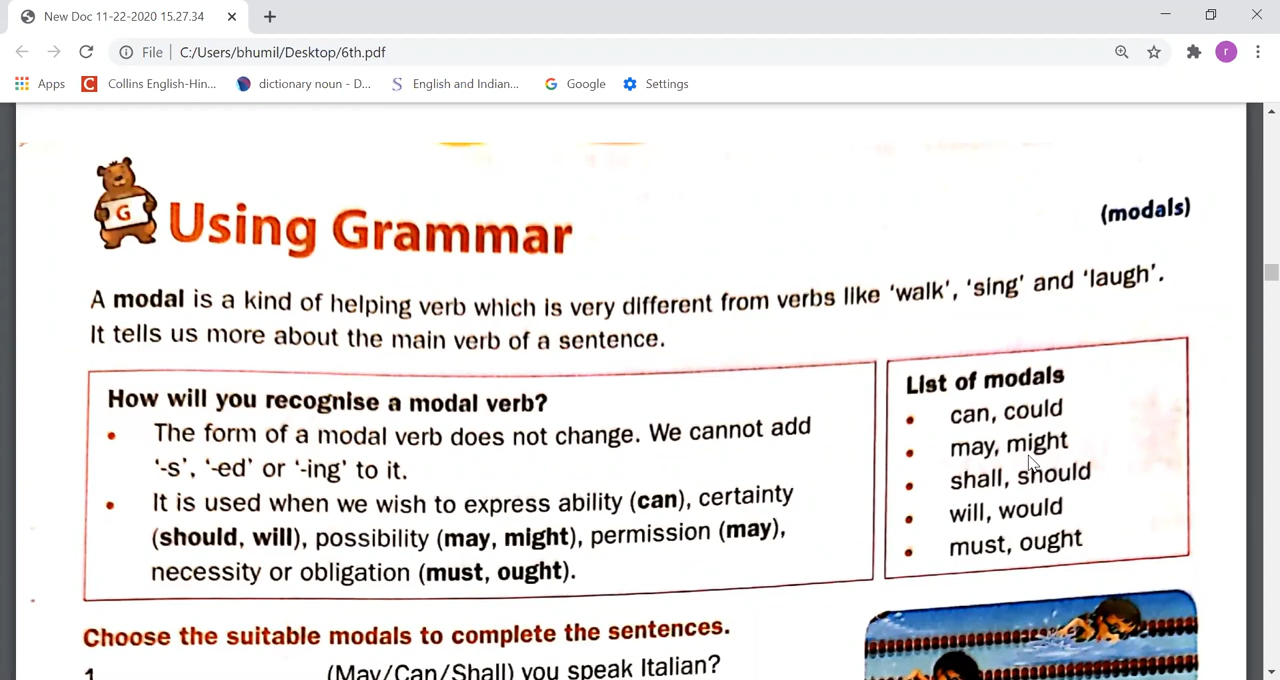 New Doc 11-22-2020 15.27.34
File | C:/Users/bhumil/Desktop/6th.pdf
r
Apps C Collins English-Hin... dictionary noun - D... S English and Indian... Google Settings
G
Using Grammar
(modals)
A modal is a kind of helping verb which is very different from verbs like ‘walk’, ‘sing’ and ‘laugh’.
It tells us more about the main verb of a sentence.
How will you recognise a modal verb?
• The form of a modal verb does not change. We cannot add
‘-s’, ‘-ed’ or ‘-ing’ to it.
• It is used when we wish to express ability (can), certainty
(should, will), possibility (may, might), permission (may),
necessity or obligation (must, ought).
List of modals
• can, could
• may, might
• shall, should
• will, would
• must, ought
Choose the suitable modals to complete the sentences.
1 (May/Can/Shall) you speak Italian?